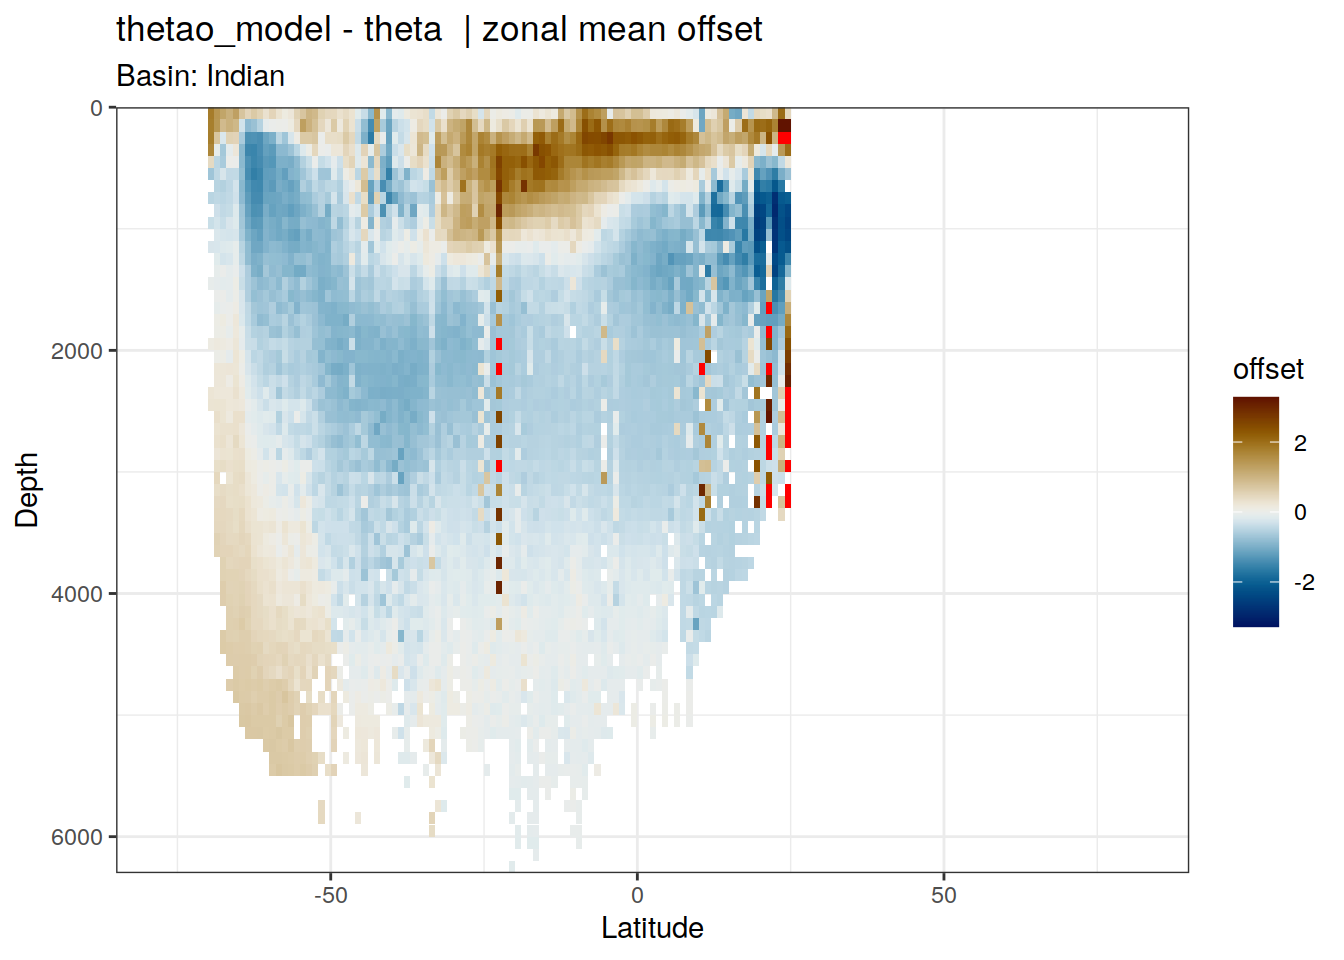 thetao_model - theta  | zonal mean offset
Basin: Indian
0
2000
4000
6000
Depth
-50
0
50
Latitude
offset
2
0
-2